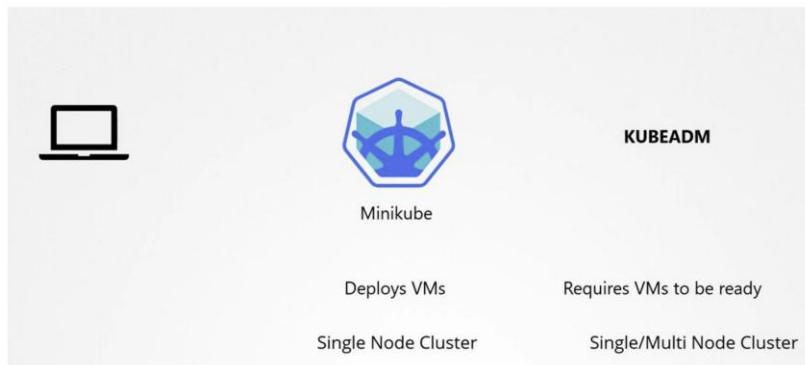 KUBEADM
Minikube
Deploys VMs
Requires VMs to be ready
Single Node Cluster
Single/Multi Node Cluster